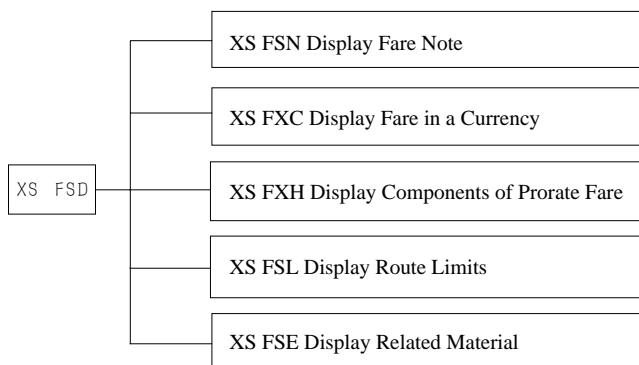 XS FSN Display Fare Note
XS FXC Display Fare in a Currency
XS FSD
XS FXH Display Components of Prorate Fare
XS FSL Display Route Limits
XS FSE Display Related Material